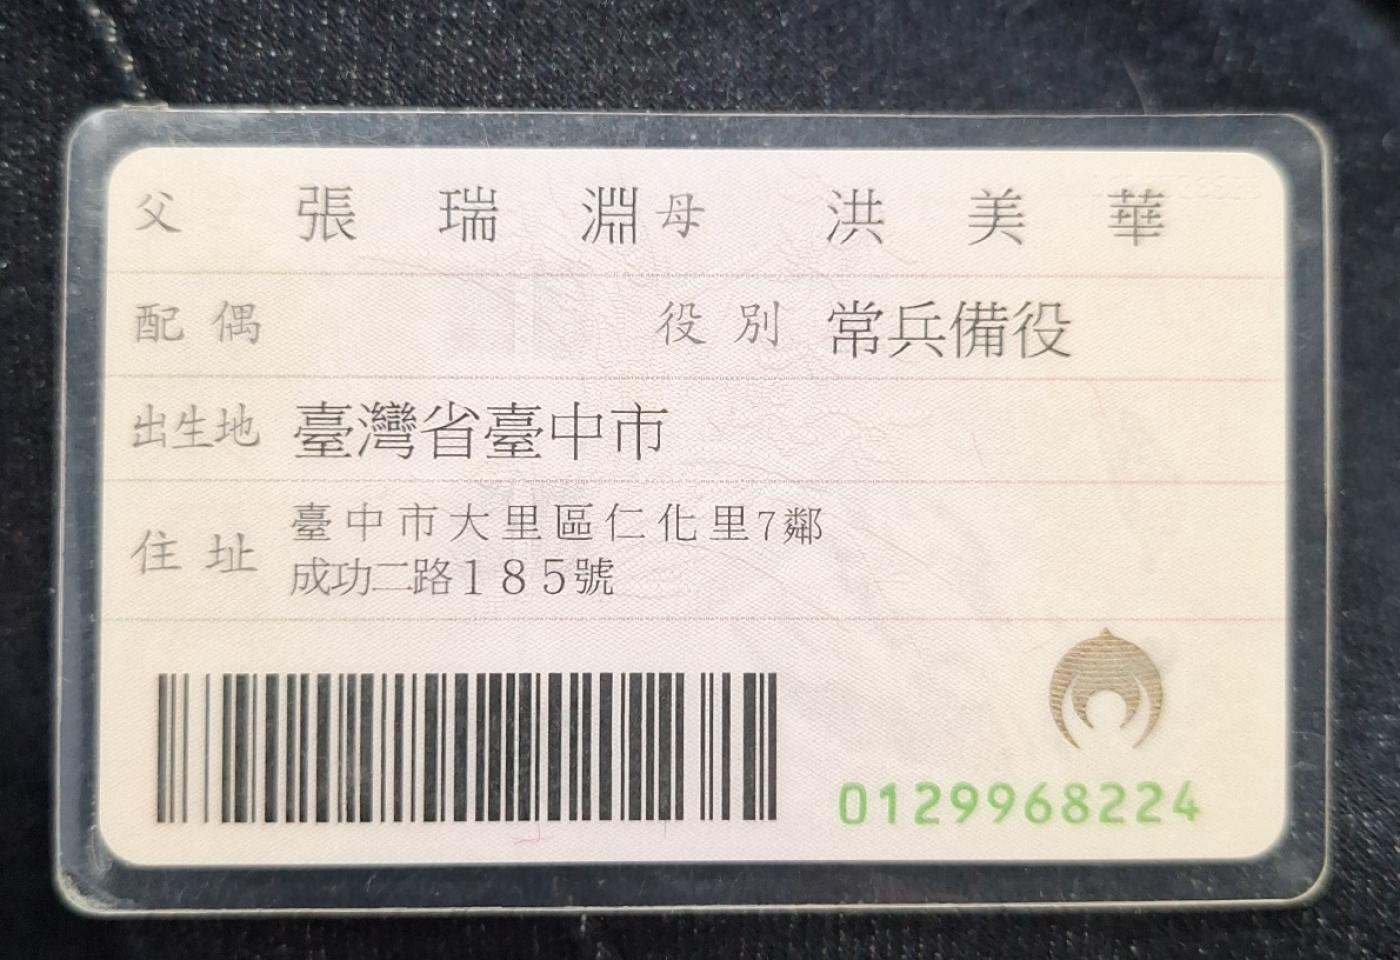 父 張瑞淵 母 洪美華
配偶 役別 常兵備役
出生地 臺灣省臺中市
住址 臺中市大里區仁化里7鄰
成功二路185號
0129968224